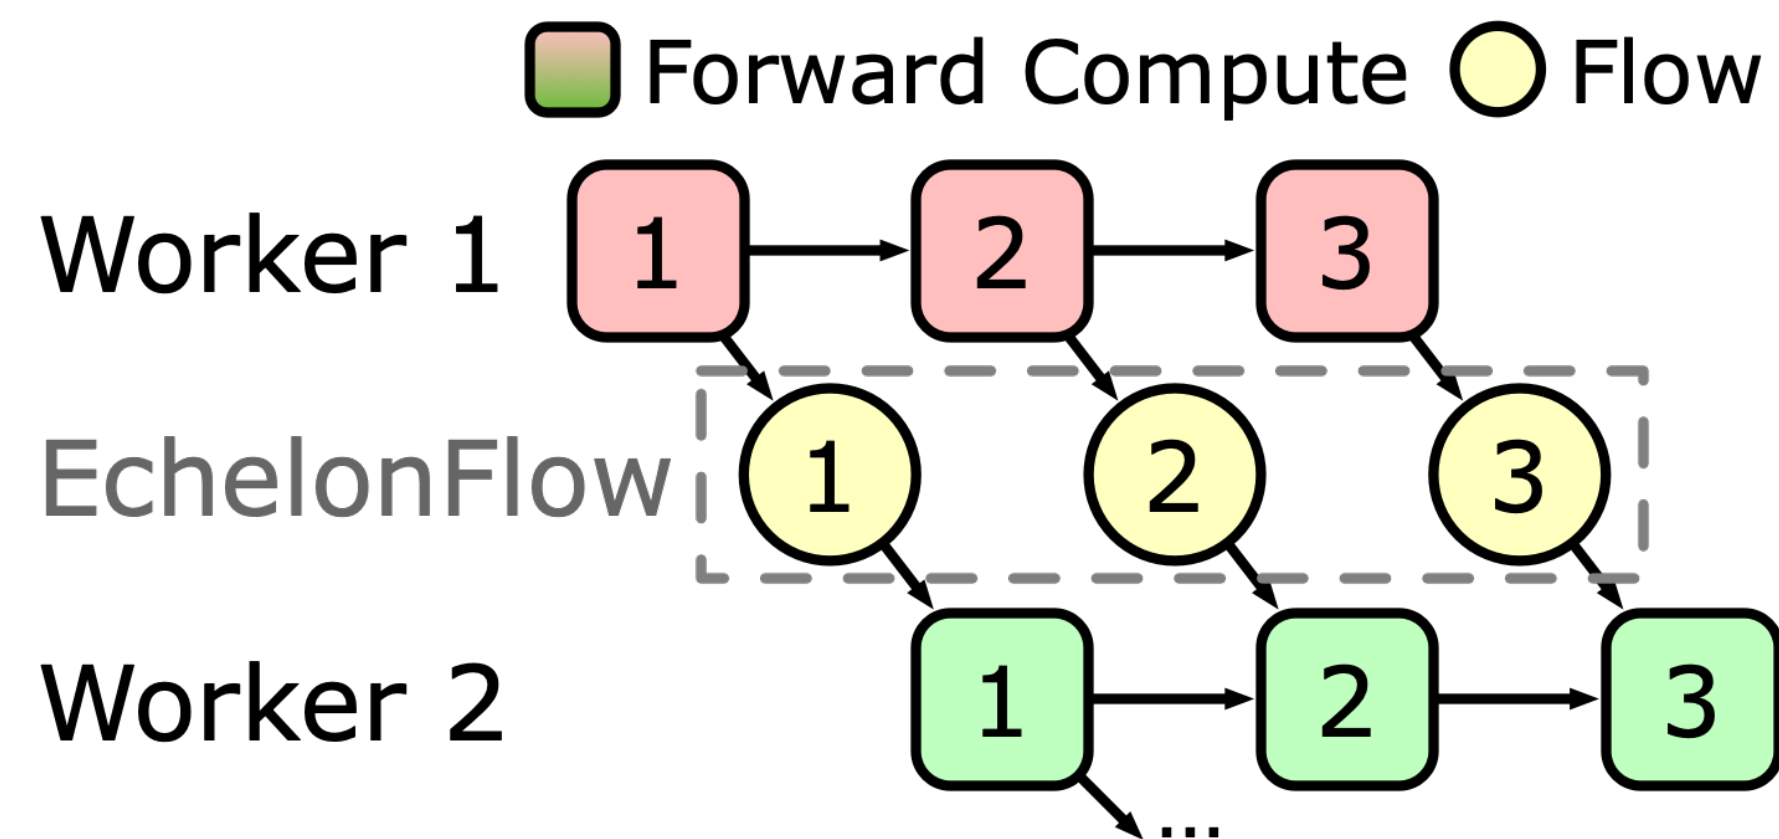 Forward Compute Flow
Worker 1 1 2 3
EchelonFlow 1 2 3
Worker 2 1 2 3
...